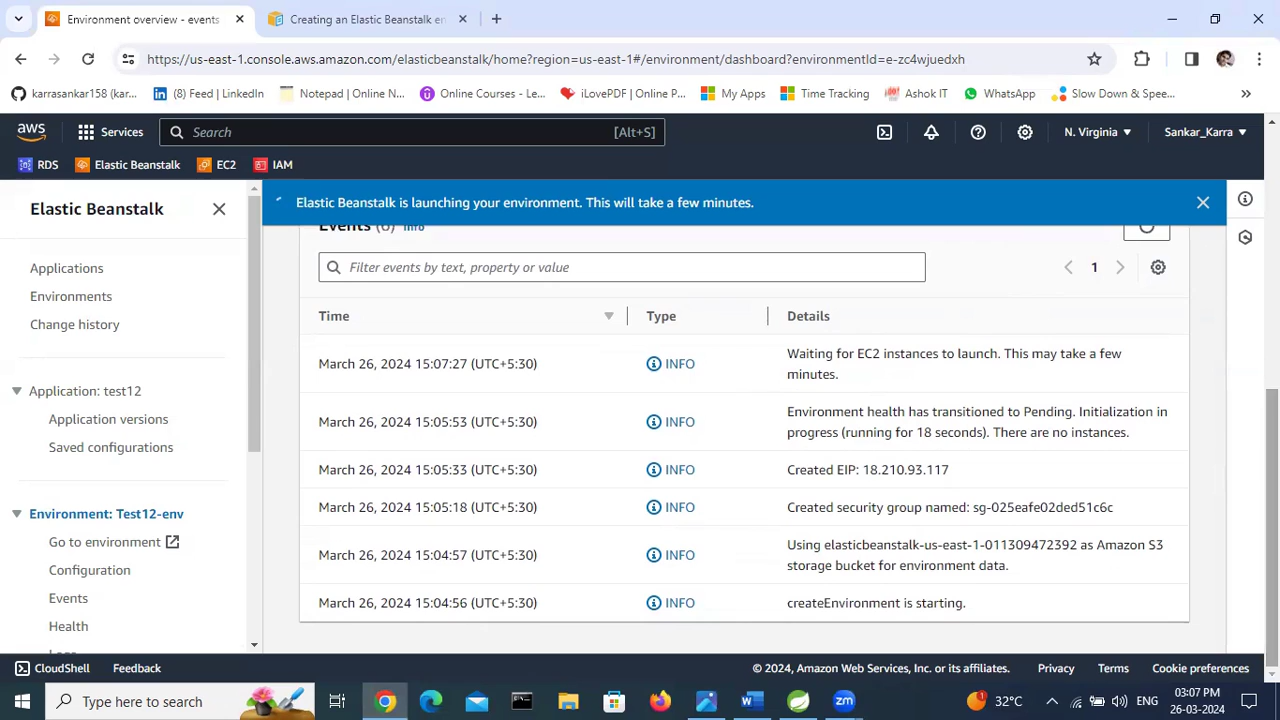 Environment overview - events
Creating an Elastic Beanstalk en
https://us-east-1.console.aws.amazon.com/elasticbeanstalk/home?region=us-east-1#/environment/dashboard?environmentId=e-zc4wjuedxh
karrasankar158 (kar...
(8) Feed | LinkedIn
Notepad | Online N...
Online Courses - Le...
iLovePDF | Online P...
My Apps
Time Tracking
Ashok IT
WhatsApp
Slow Down & Spee...
aws
Services
Search
[Alt+S]
N. Virginia
Sankar_Karra
RDS
Elastic Beanstalk
EC2
IAM
Elastic Beanstalk
Applications
Environments
Change history
Application: test12
Application versions
Saved configurations
Environment: Test12-env
Go to environment
Configuration
Events
Health
Logs
Elastic Beanstalk is launching your environment. This will take a few minutes.
Events (6) Info
Filter events by text, property or value
1
Time
Type
Details
March 26, 2024 15:07:27 (UTC+5:30)
INFO
Waiting for EC2 instances to launch. This may take a few
minutes.
March 26, 2024 15:05:53 (UTC+5:30)
INFO
Environment health has transitioned to Pending. Initialization in
progress (running for 18 seconds). There are no instances.
March 26, 2024 15:05:33 (UTC+5:30)
INFO
Created EIP: 18.210.93.117
March 26, 2024 15:05:18 (UTC+5:30)
INFO
Created security group named: sg-025eafe02ded51c6c
March 26, 2024 15:04:57 (UTC+5:30)
INFO
Using elasticbeanstalk-us-east-1-011309472392 as Amazon S3
storage bucket for environment data.
March 26, 2024 15:04:56 (UTC+5:30)
INFO
createEnvironment is starting.
CloudShell
Feedback
© 2024, Amazon Web Services, Inc. or its affiliates.
Privacy
Terms
Cookie preferences
Type here to search
zm
1
32°C
ENG
03:07 PM
26-03-2024